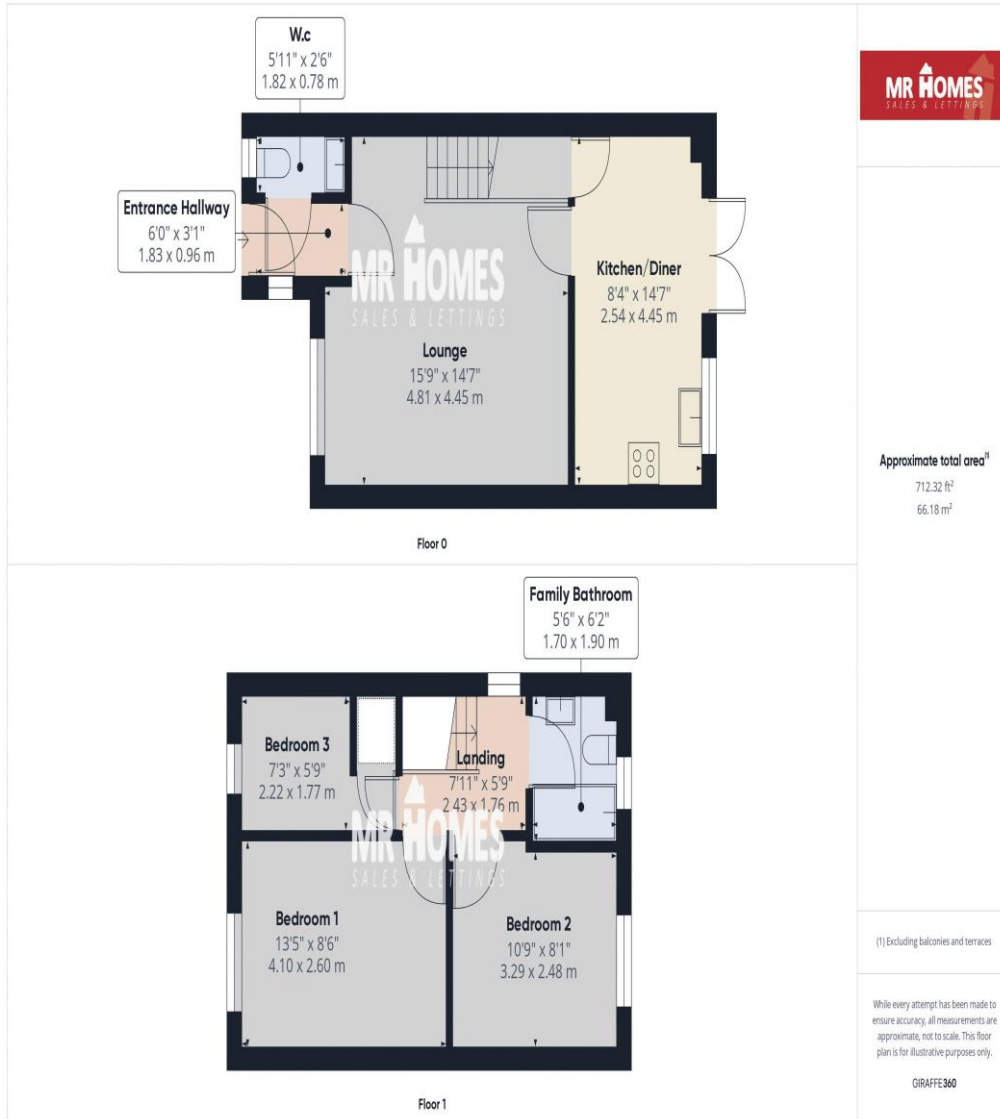 W.c
5'11" x 2'6"
1.82 x 0.78 m
MR HOMES
SALES & LETTINGS
Entrance Hallway
6'0" x 3'1"
1.83 x 0.96 m
MR HOMES
SALES & LETTINGS
Kitchen/Diner
8'4" x 14'7"
2.54 x 4.45 m
Lounge
15'9" x 14'7"
4.81 x 4.45 m
Floor 0
Approximate total area(1)
712.32 ft²
66.18 m²
Family Bathroom
5'6" x 6'2"
1.70 x 1.90 m
Bedroom 3
7'3" x 5'9"
2.22 x 1.77 m
Landing
7'11" x 5'9"
2.43 x 1.76 m
MR HOMES
SALES & LETTINGS
Bedroom 1
13'5" x 8'6"
4.10 x 2.60 m
Bedroom 2
10'9" x 8'1"
3.29 x 2.48 m
Floor 1
(1) Excluding balconies and terraces
While every attempt has been made to
ensure accuracy, all measurements are
approximate, not to scale. This floor
plan is for illustrative purposes only.
GIRAFFE360